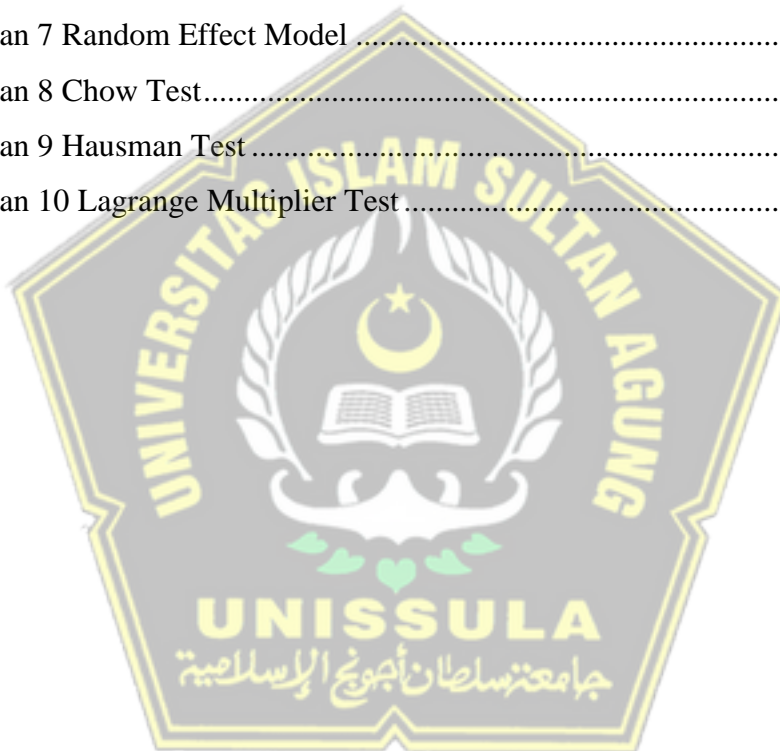 an 7 Random Effect Model ......................................................
an 8 Chow Test.........................................................................
an 9 Hausman Test ...................................................................
an 10 Lagrange Multiplier Test ................................................
UNIVERSITAS ISLAM SULTAN AGUNG
UNISSULA
جامعة سلطان أجونج الإسلامية